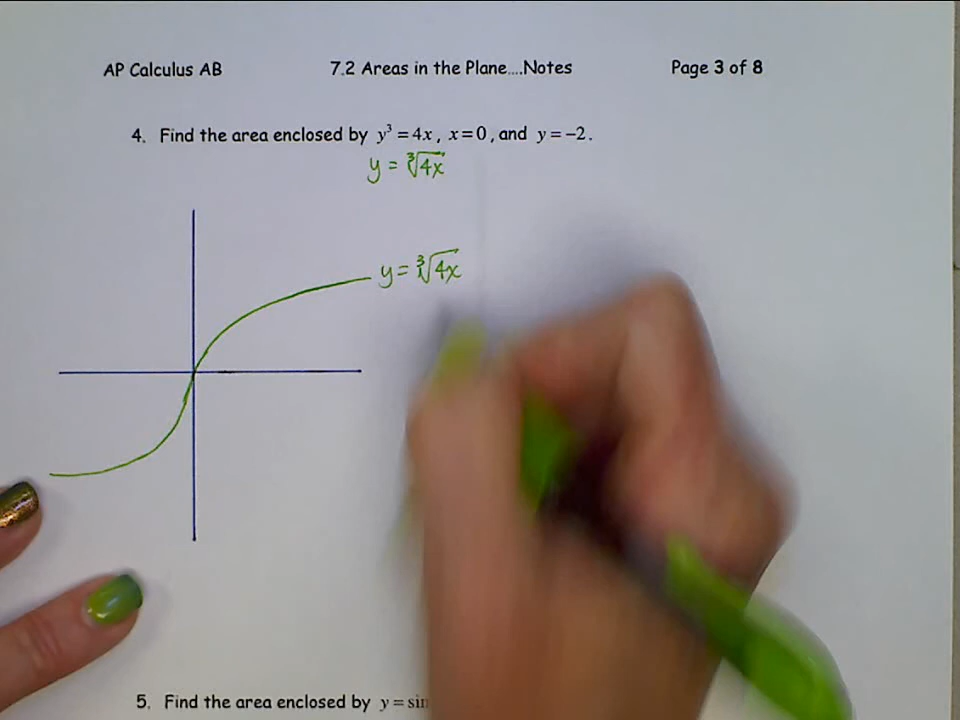 AP Calculus AB 7.2 Areas in the Plane....Notes Page 3 of 8
4. Find the area enclosed by y³ = 4x, x = 0, and y = −2.
y = ∛4x
y = ∛4x
5. Find the area enclosed by y = sin